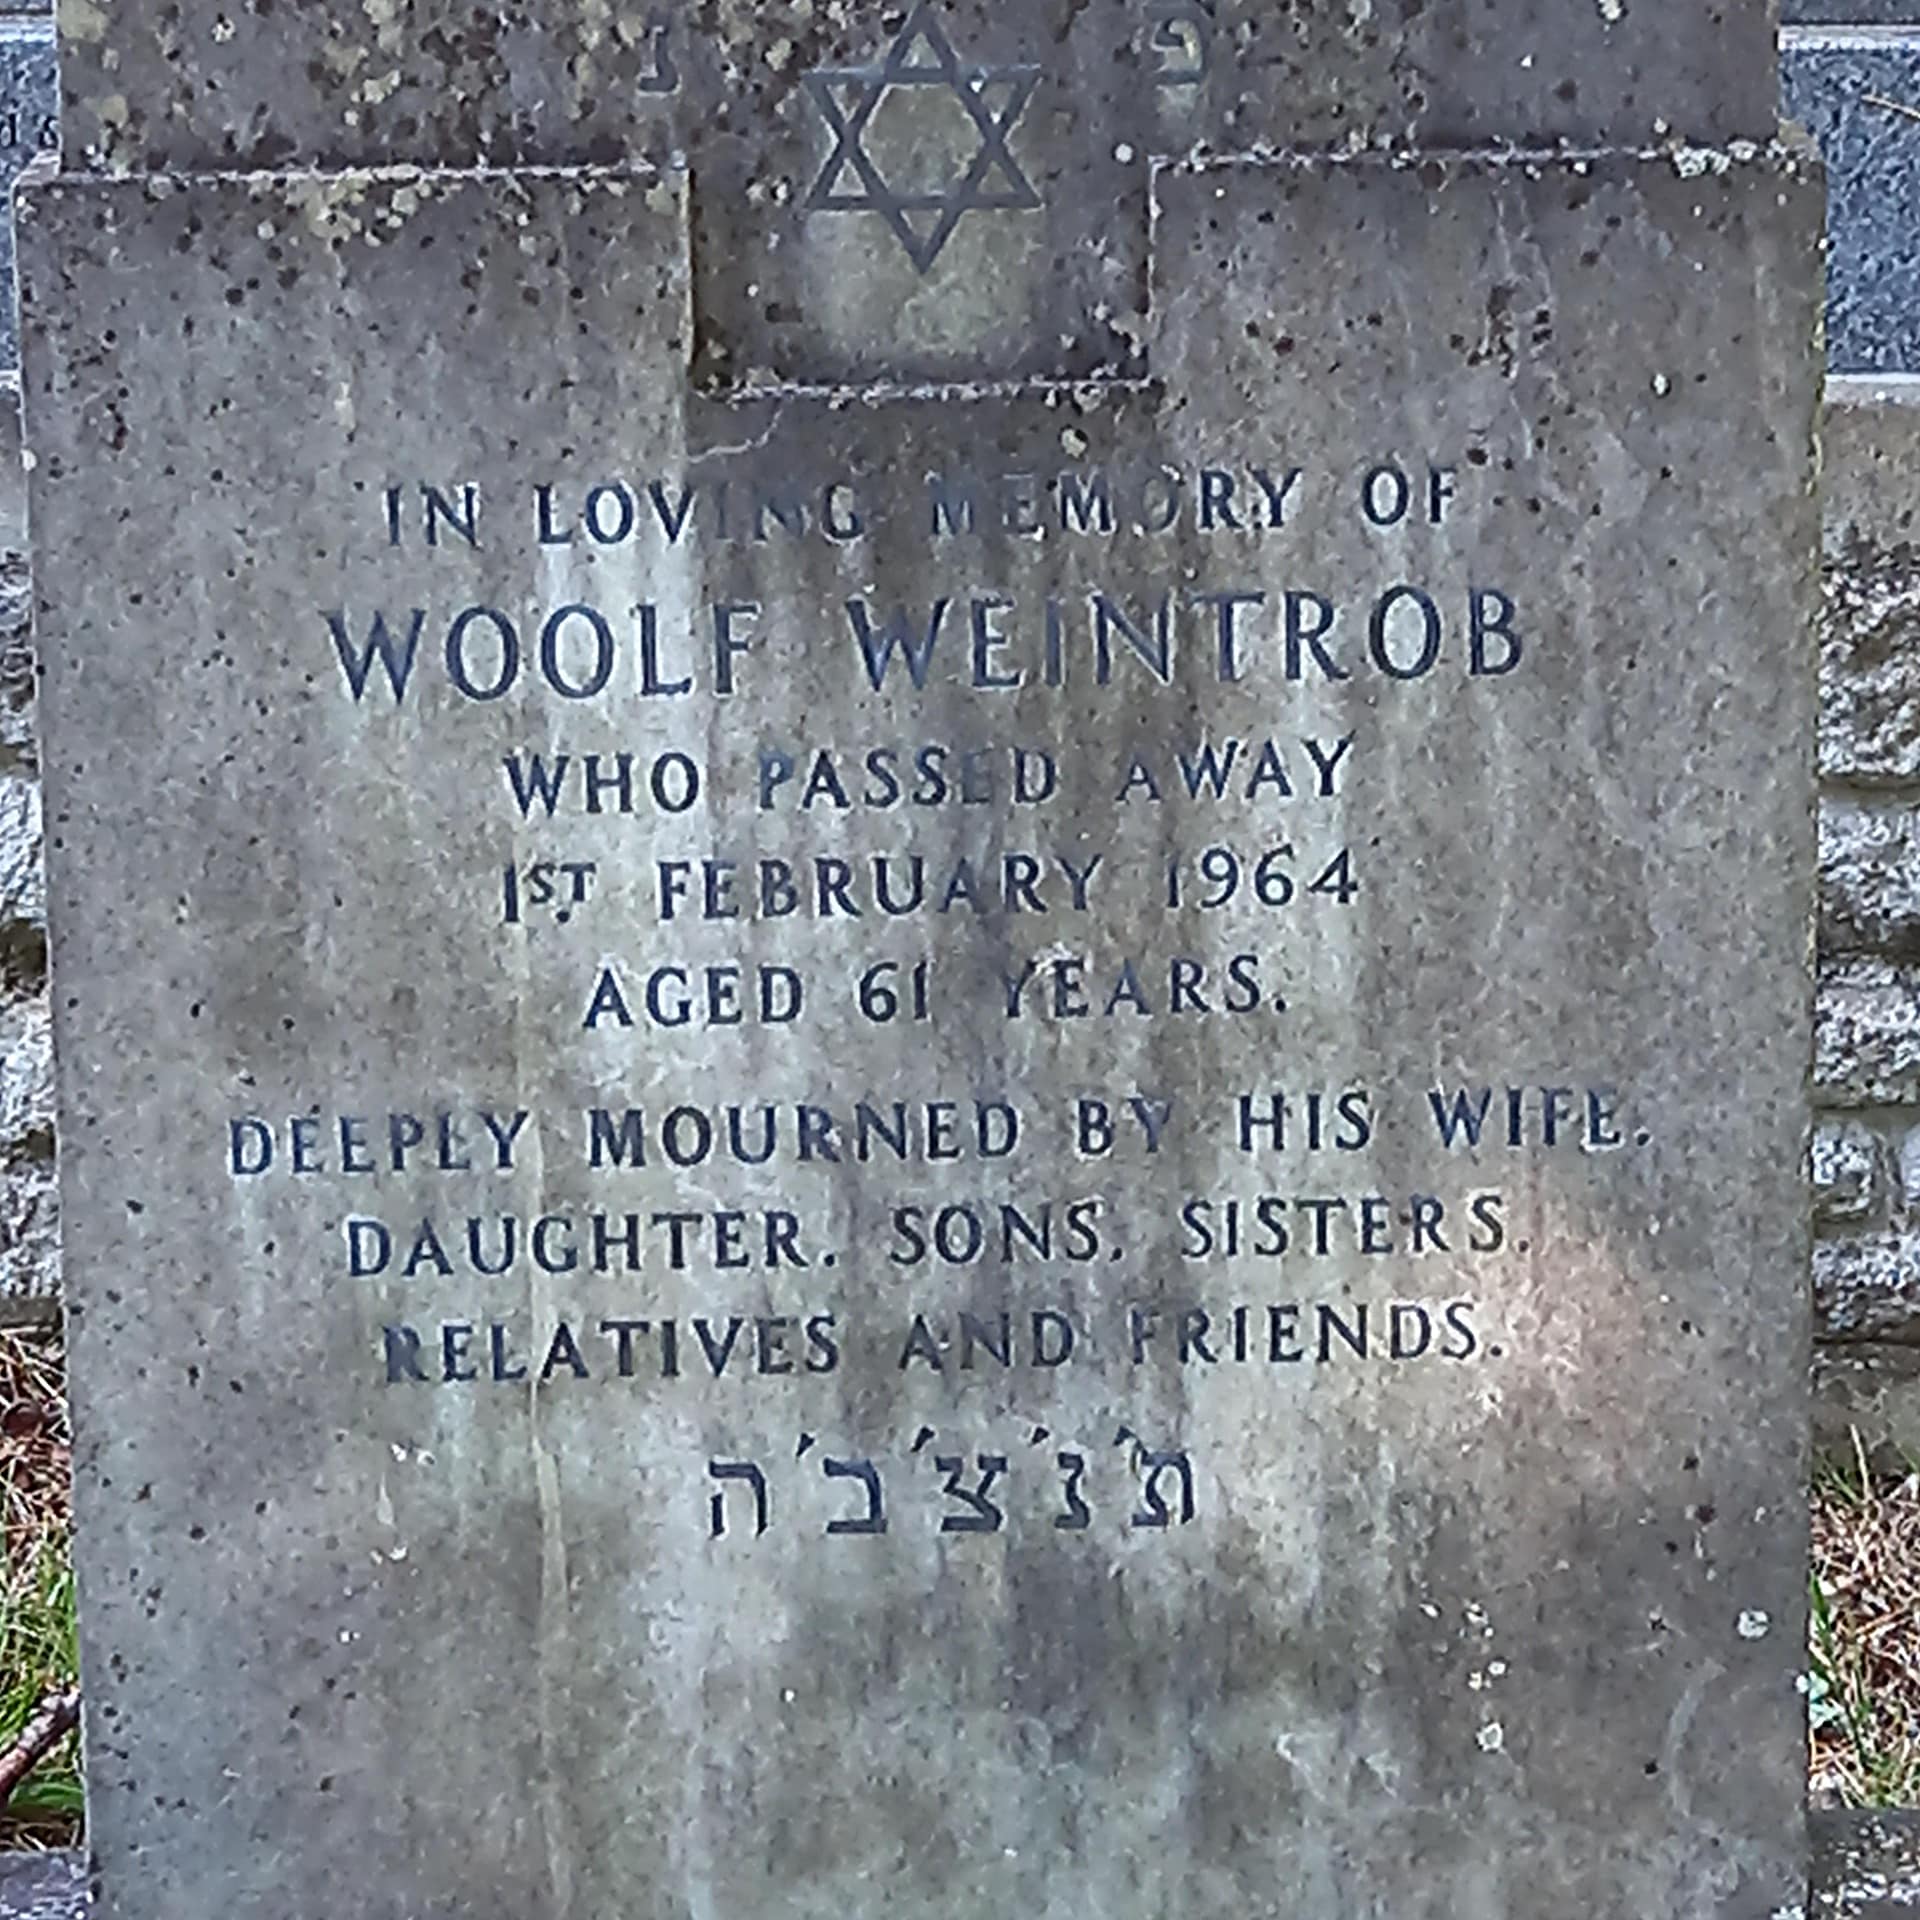 פ נ
IN LOVING MEMORY OF
WOOLF WEINTROB
WHO PASSED AWAY
1ST. FEBRUARY 1964
AGED 61 YEARS.
DEEPLY MOURNED BY HIS WIFE,
DAUGHTER, SONS, SISTERS,
RELATIVES AND FRIENDS.
ת'נ'צ'ב'ה